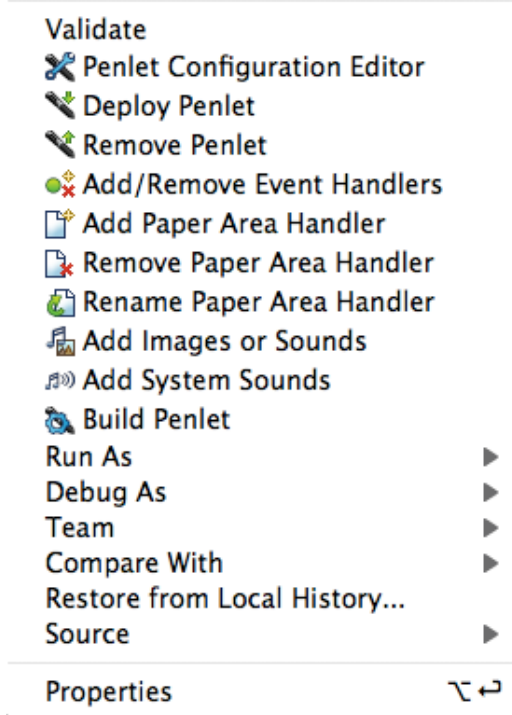 Validate
Penlet Configuration Editor
Deploy Penlet
Remove Penlet
Add/Remove Event Handlers
Add Paper Area Handler
Remove Paper Area Handler
Rename Paper Area Handler
Add Images or Sounds
Add System Sounds
Build Penlet
Run As
Debug As
Team
Compare With
Restore from Local History...
Source
Properties ⌥↩